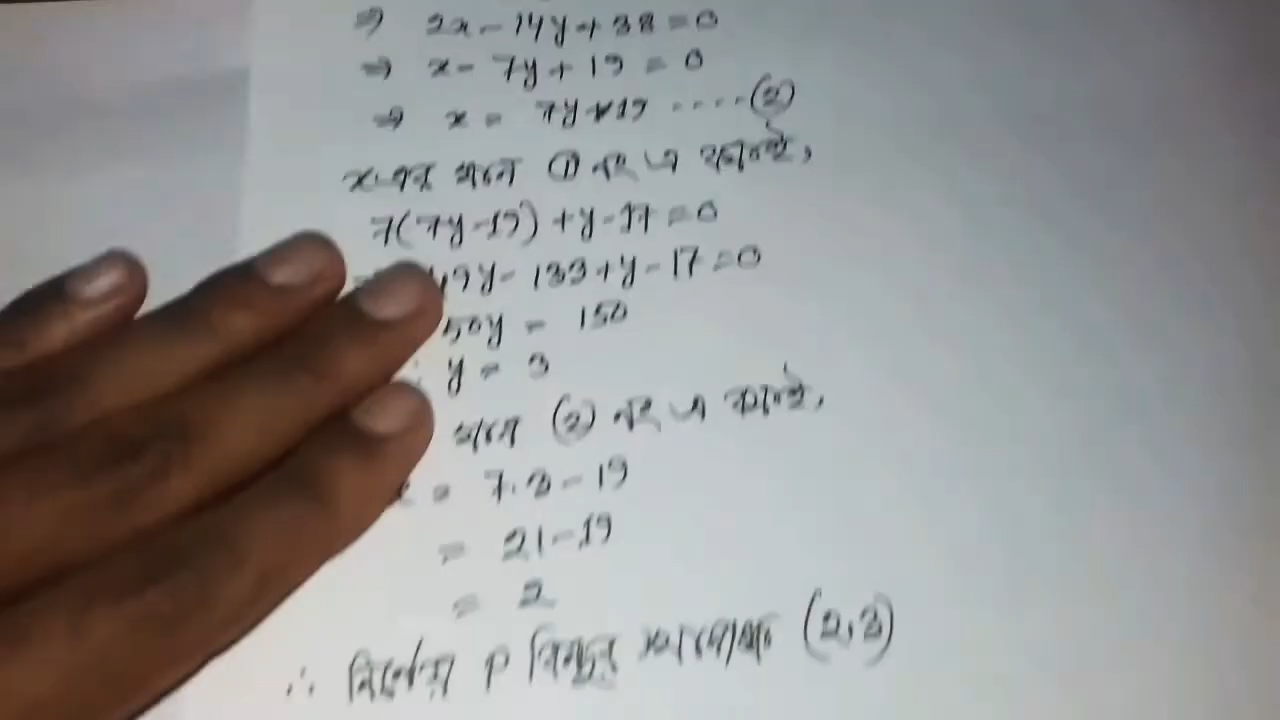 ⇒ 2x - 14y + 38 = 0
⇒ x - 7y + 19 = 0
⇒ x = 7y - 19 ..... (2)
x-এর মান (1) নং এ বসাই,
7(7y-19) + y - 17 = 0
49y - 133 + y - 17 = 0
50y = 150
y = 3
মান (2) নং এ বসাই,
= 7.3 - 19
= 21 - 19
= 2
∴ নির্ণেয় P বিন্দুর স্থানাঙ্ক (2,3)